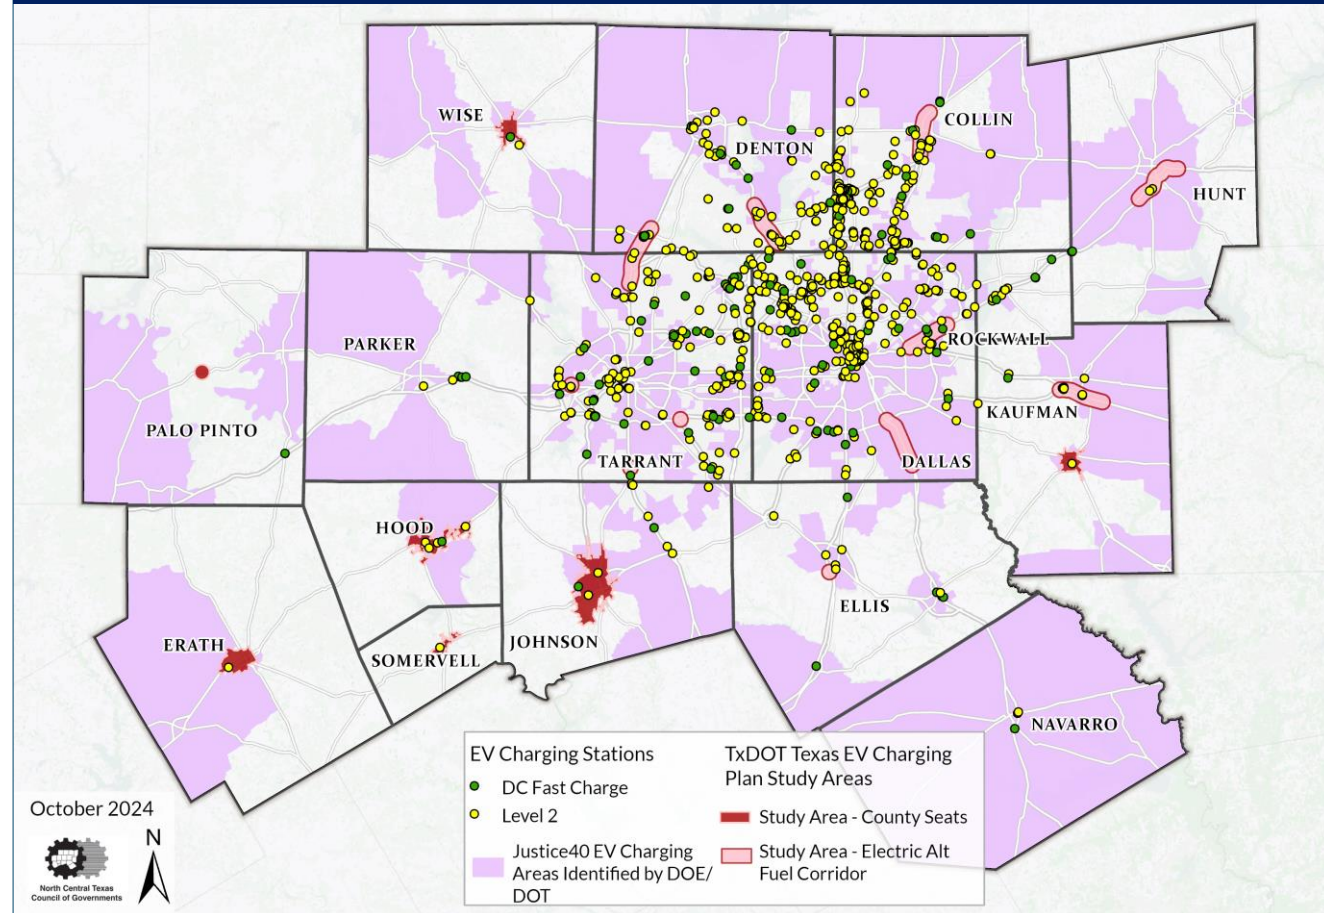 WISE
COLLIN
DENTON
HUNT
PARKER
ROCKWALL
PALO PINTO
KAUFMAN
TARRANT
DALLAS
HOOD
ELLIS
ERATH
JOHNSON
SOMERVELL
NAVARRO
EV Charging Stations
DC Fast Charge
Level 2
Justice40 EV Charging
Areas Identified by DOE/
DOT
TxDOT Texas EV Charging
Plan Study Areas
Study Area - County Seats
Study Area - Electric Alt
Fuel Corridor
October 2024
N
North Central Texas
Council of Governments